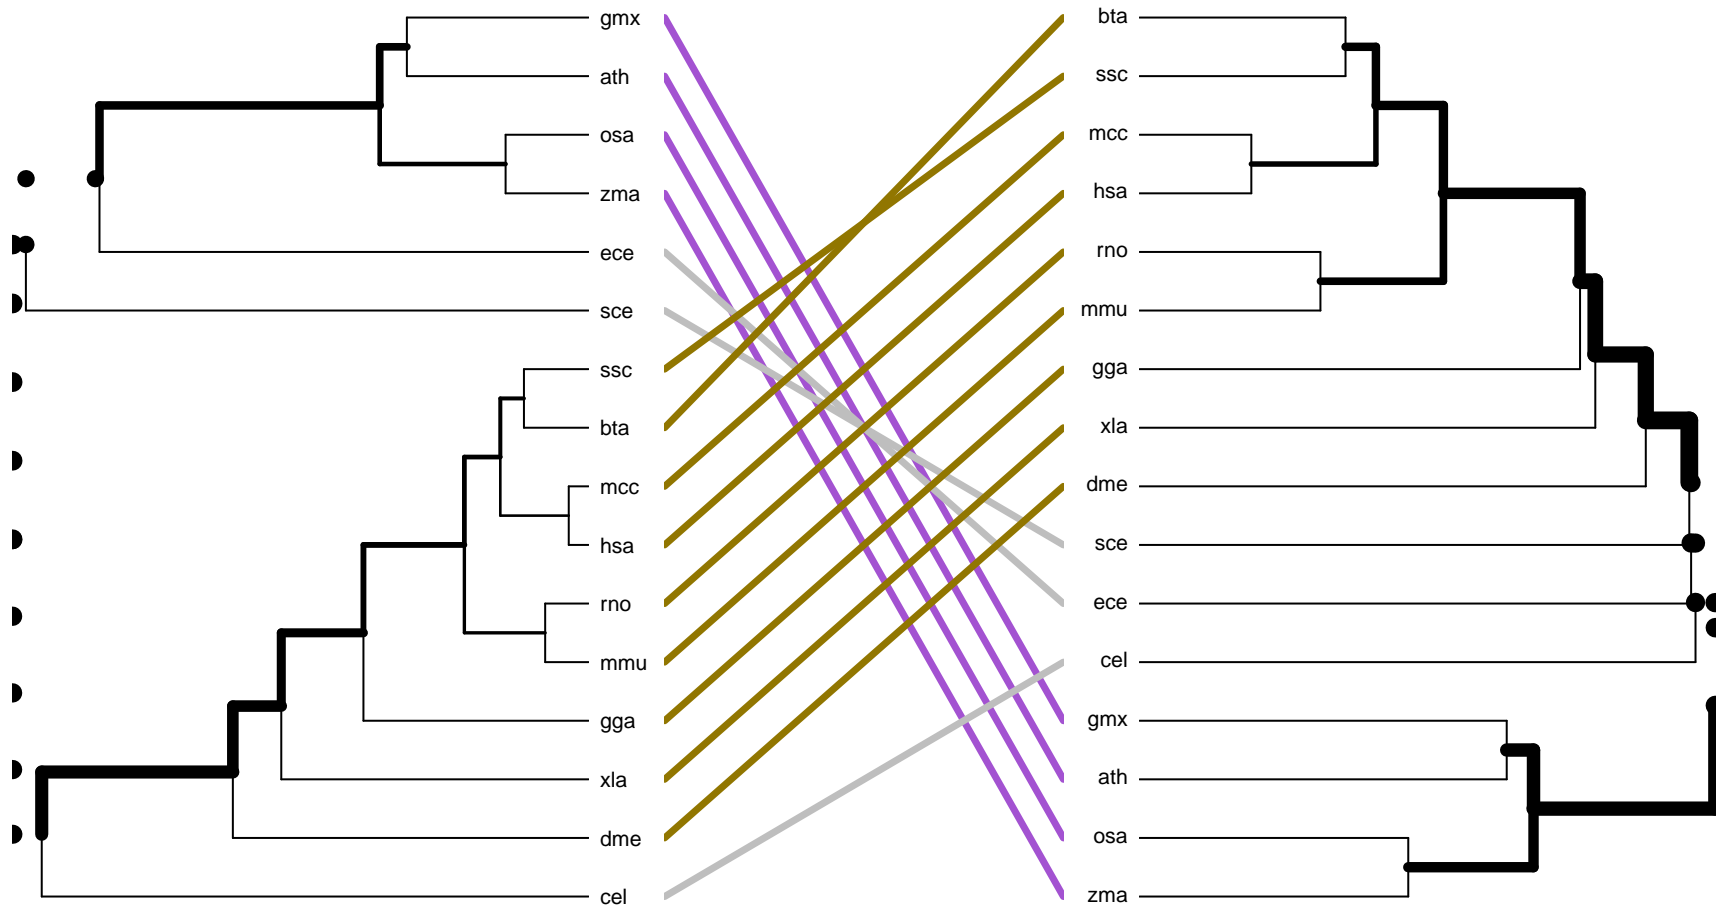 gmx
ath
osa
zma
ece
sce
ssc
bta
mcc
hsa
rno
mmu
gga
xla
dme
cel
bta
ssc
mcc
hsa
rno
mmu
gga
xla
dme
sce
ece
cel
gmx
ath
osa
zma